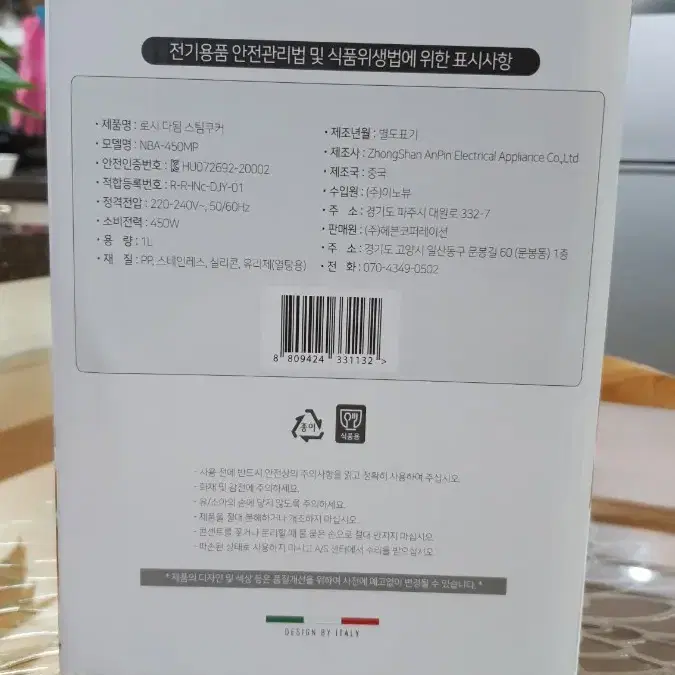 전기용품 안전관리법 및 식품위생법에 위한 표시사항
· 제품명 : 로시 다됨 스팀쿠커
· 모델명 : NBA-450MP
· 안전인증번호 : HU072692-20002
· 적합등록번호 : R-R-INc-DJY-01
· 정격전압 : 220-240V~, 50/60Hz
· 소비전력 : 450W
· 용 량 : 1L
· 재 질 : PP, 스테인레스, 실리콘, 유리제(열탕용)
· 제조년월 : 별도표기
· 제조사 : ZhongShan AnPin Electrical Appliance Co.,Ltd
· 제조국 : 중국
· 수입원 : (주)이노뷰
· 주 소 : 경기도 파주시 대원로 332-7
· 판매원 : (주)에븐코퍼레이션
· 주 소 : 경기도 고양시 일산동구 문봉길 60 (문봉동) 1층
· 전 화 : 070-4349-0502
8 809424 331132 >
종이
식품용
- 사용 전에 반드시 안전상의 주의사항을 읽고 정확히 사용하여 주십시오.
- 화재 및 감전에 주의하세요.
- 유/소아의 손에 닿지 않도록 주의하세요.
- 제품을 절대 분해하거나 개조하지 마십시오.
- 콘센트를 꽂거나 분리할 때 물 묻은 손으로 절대 만지지 마십시오.
- 파손된 상태로 사용하지 마시고 A/S 센터에서 수리를 받으십시오.
* 제품의 디자인 및 색상 등은 품질개선을 위하여 사전에 예고없이 변경될 수 있습니다. *
DESIGN BY ITALY